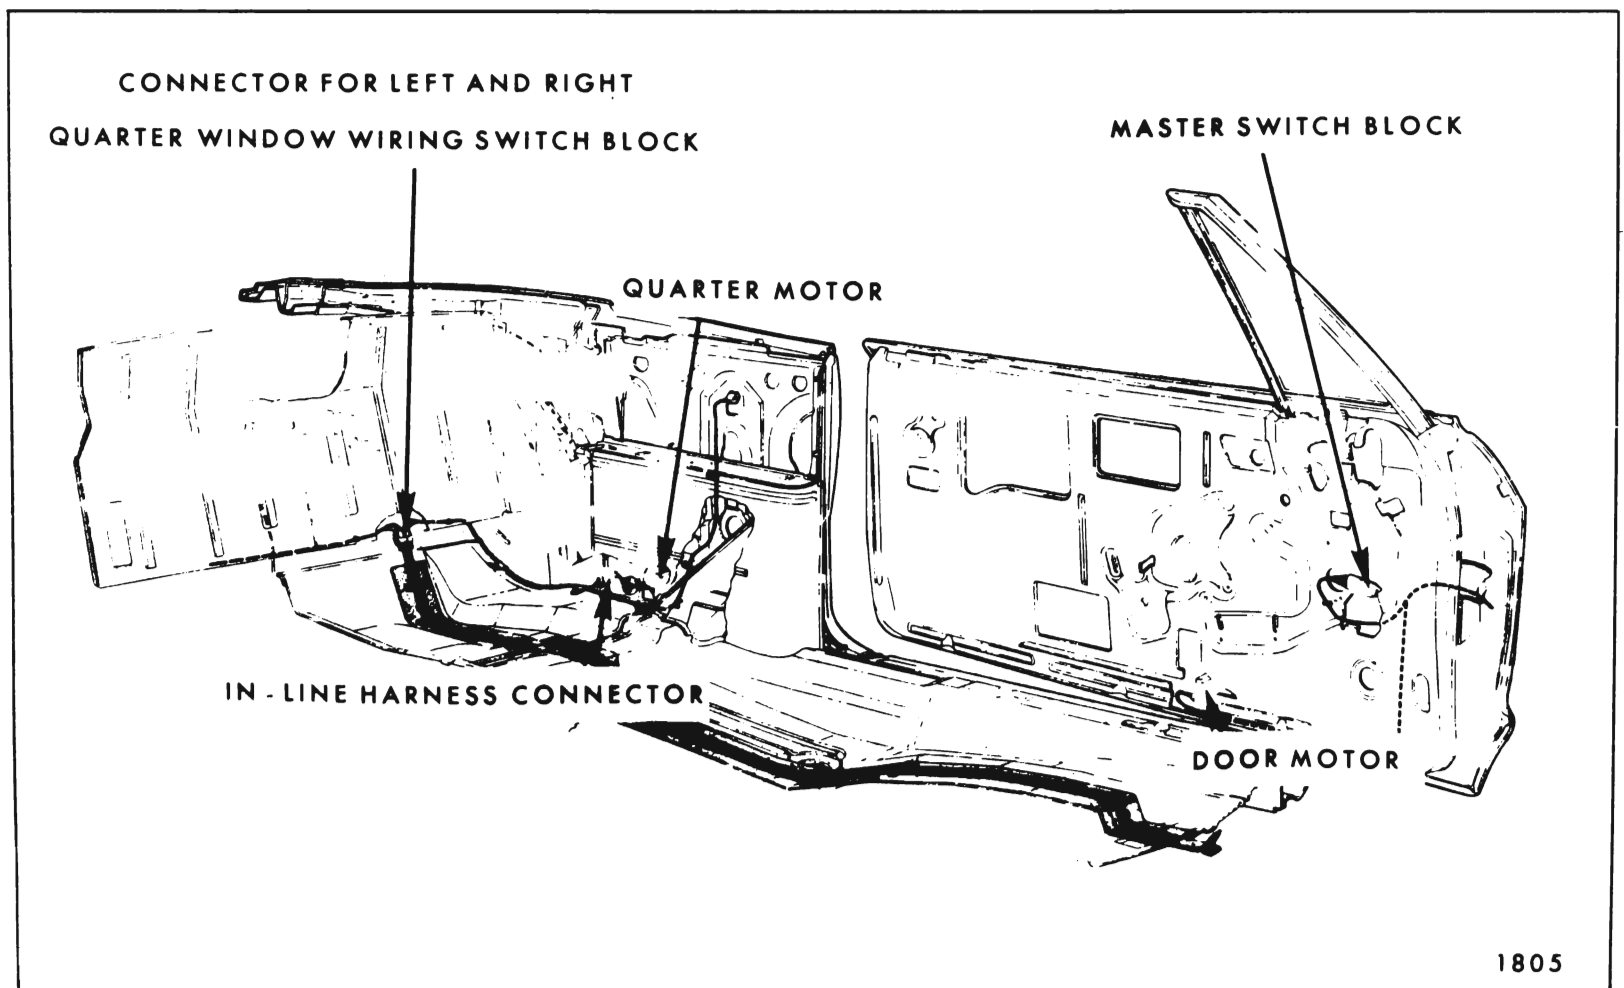 CONNECTOR FOR LEFT AND RIGHT
QUARTER WINDOW WIRING SWITCH BLOCK
MASTER SWITCH BLOCK
QUARTER MOTOR
IN - LINE HARNESS CONNECTOR
DOOR MOTOR
1805